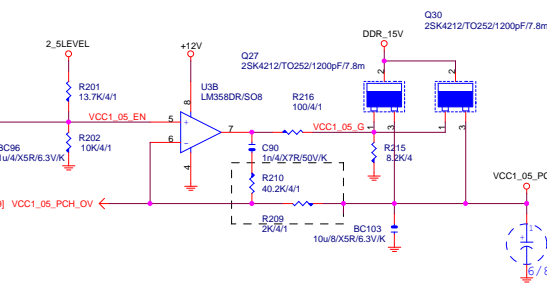 Q30
2SK4212/TO252/1200pF/7.8m
DDR_15V
2_5LEVEL
+12V
Q27
2SK4212/TO252/1200pF/7.8m
2
2
R201
13.7K/4/1
U3B
LM358DR/SO8
8
R216
100/4/1
VCC1_05_EN
5
+
7
VCC1_05_G
1
3
1
3
BC96
1u/4/X5R/6.3V/K
R202
10K/4/1
6
-
4
C90
1n/4/X7R/50V/K
R215
8.2K/4
R210
40.2K/4/1
VCC1_05_PC
VCC1_05_PCH_OV
R209
2K/4/1
BC103
10u/8/X5R/6.3V/K
1
+
6/8